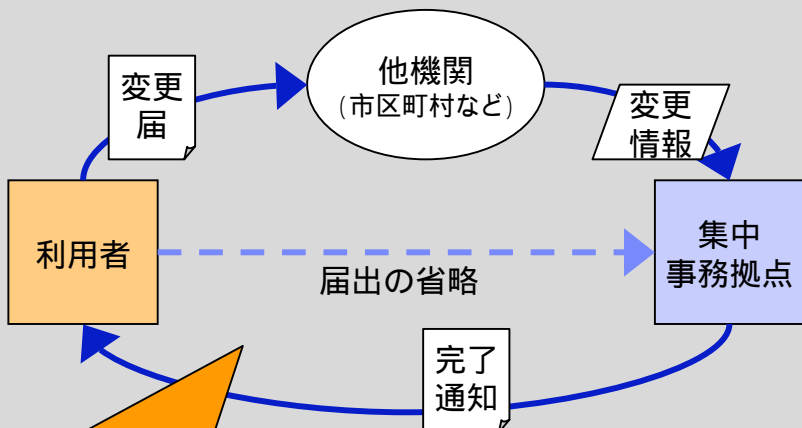 変更
届
他機関
(市区町村など)
変更
情報
利用者
届出の省略
集中
事務拠点
完了
通知